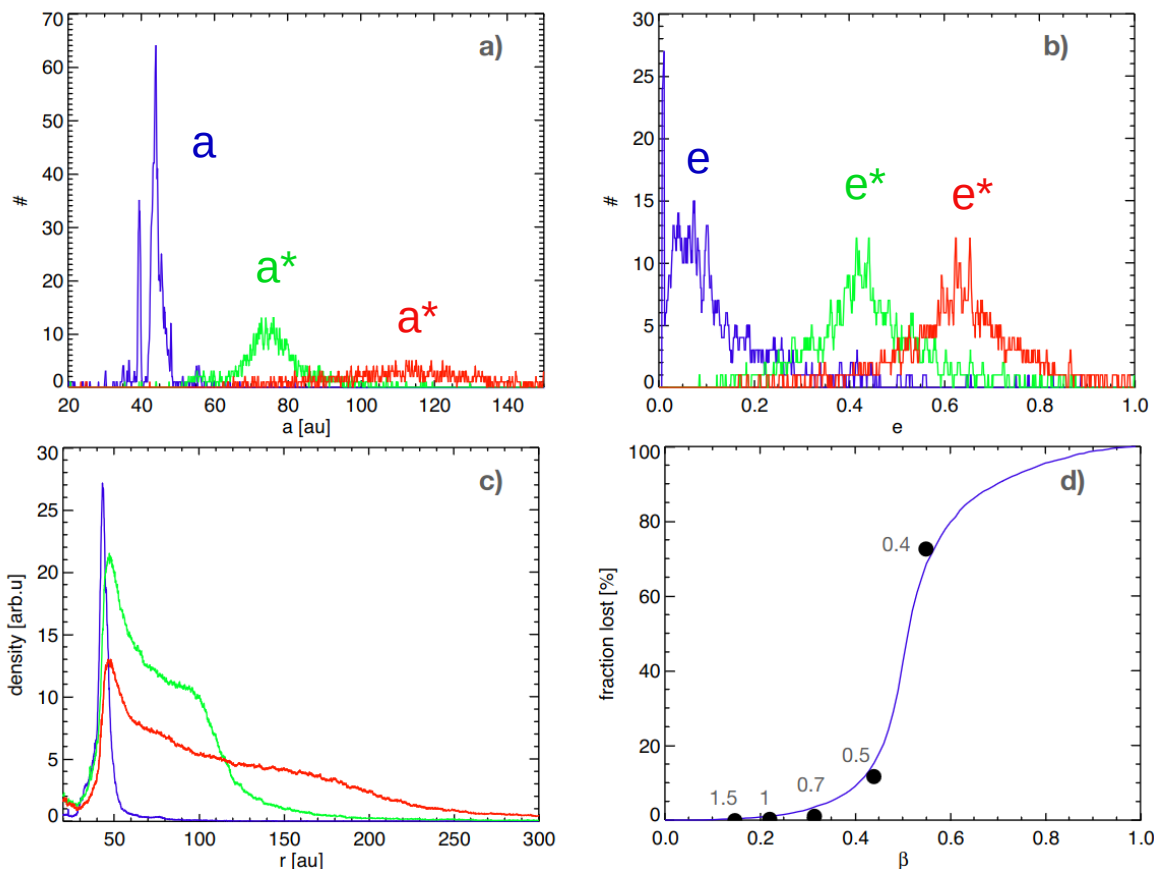 70
60
50
40
30
20
10
0
#
20 40 60 80 100 120 140
a [au]
a)
a
a*
a*
30
25
20
15
10
5
0
#
0.0 0.2 0.4 0.6 0.8 1.0
e
b)
e
e*
e*
30
25
20
15
10
5
0
density [arb.u]
50 100 150 200 250 300
r [au]
c)
100
80
60
40
20
0
fraction lost [%]
0.0 0.2 0.4 0.6 0.8 1.0
β
d)
0.4
0.5
0.7
1
1.5